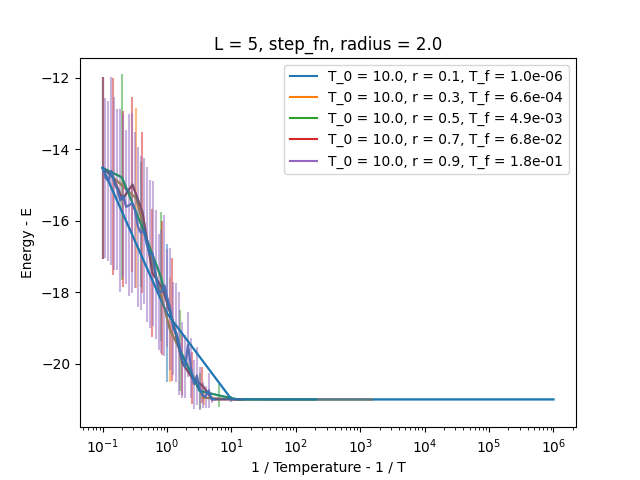 L = 5, step_fn, radius = 2.0
T_0 = 10.0, r = 0.1, T_f = 1.0e-06
T_0 = 10.0, r = 0.3, T_f = 6.6e-04
T_0 = 10.0, r = 0.5, T_f = 4.9e-03
T_0 = 10.0, r = 0.7, T_f = 6.8e-02
T_0 = 10.0, r = 0.9, T_f = 1.8e-01
Energy - E
−12
−14
−16
−18
−20
10⁻¹ 10⁰ 10¹ 10² 10³ 10⁴ 10⁵ 10⁶
1 / Temperature - 1 / T